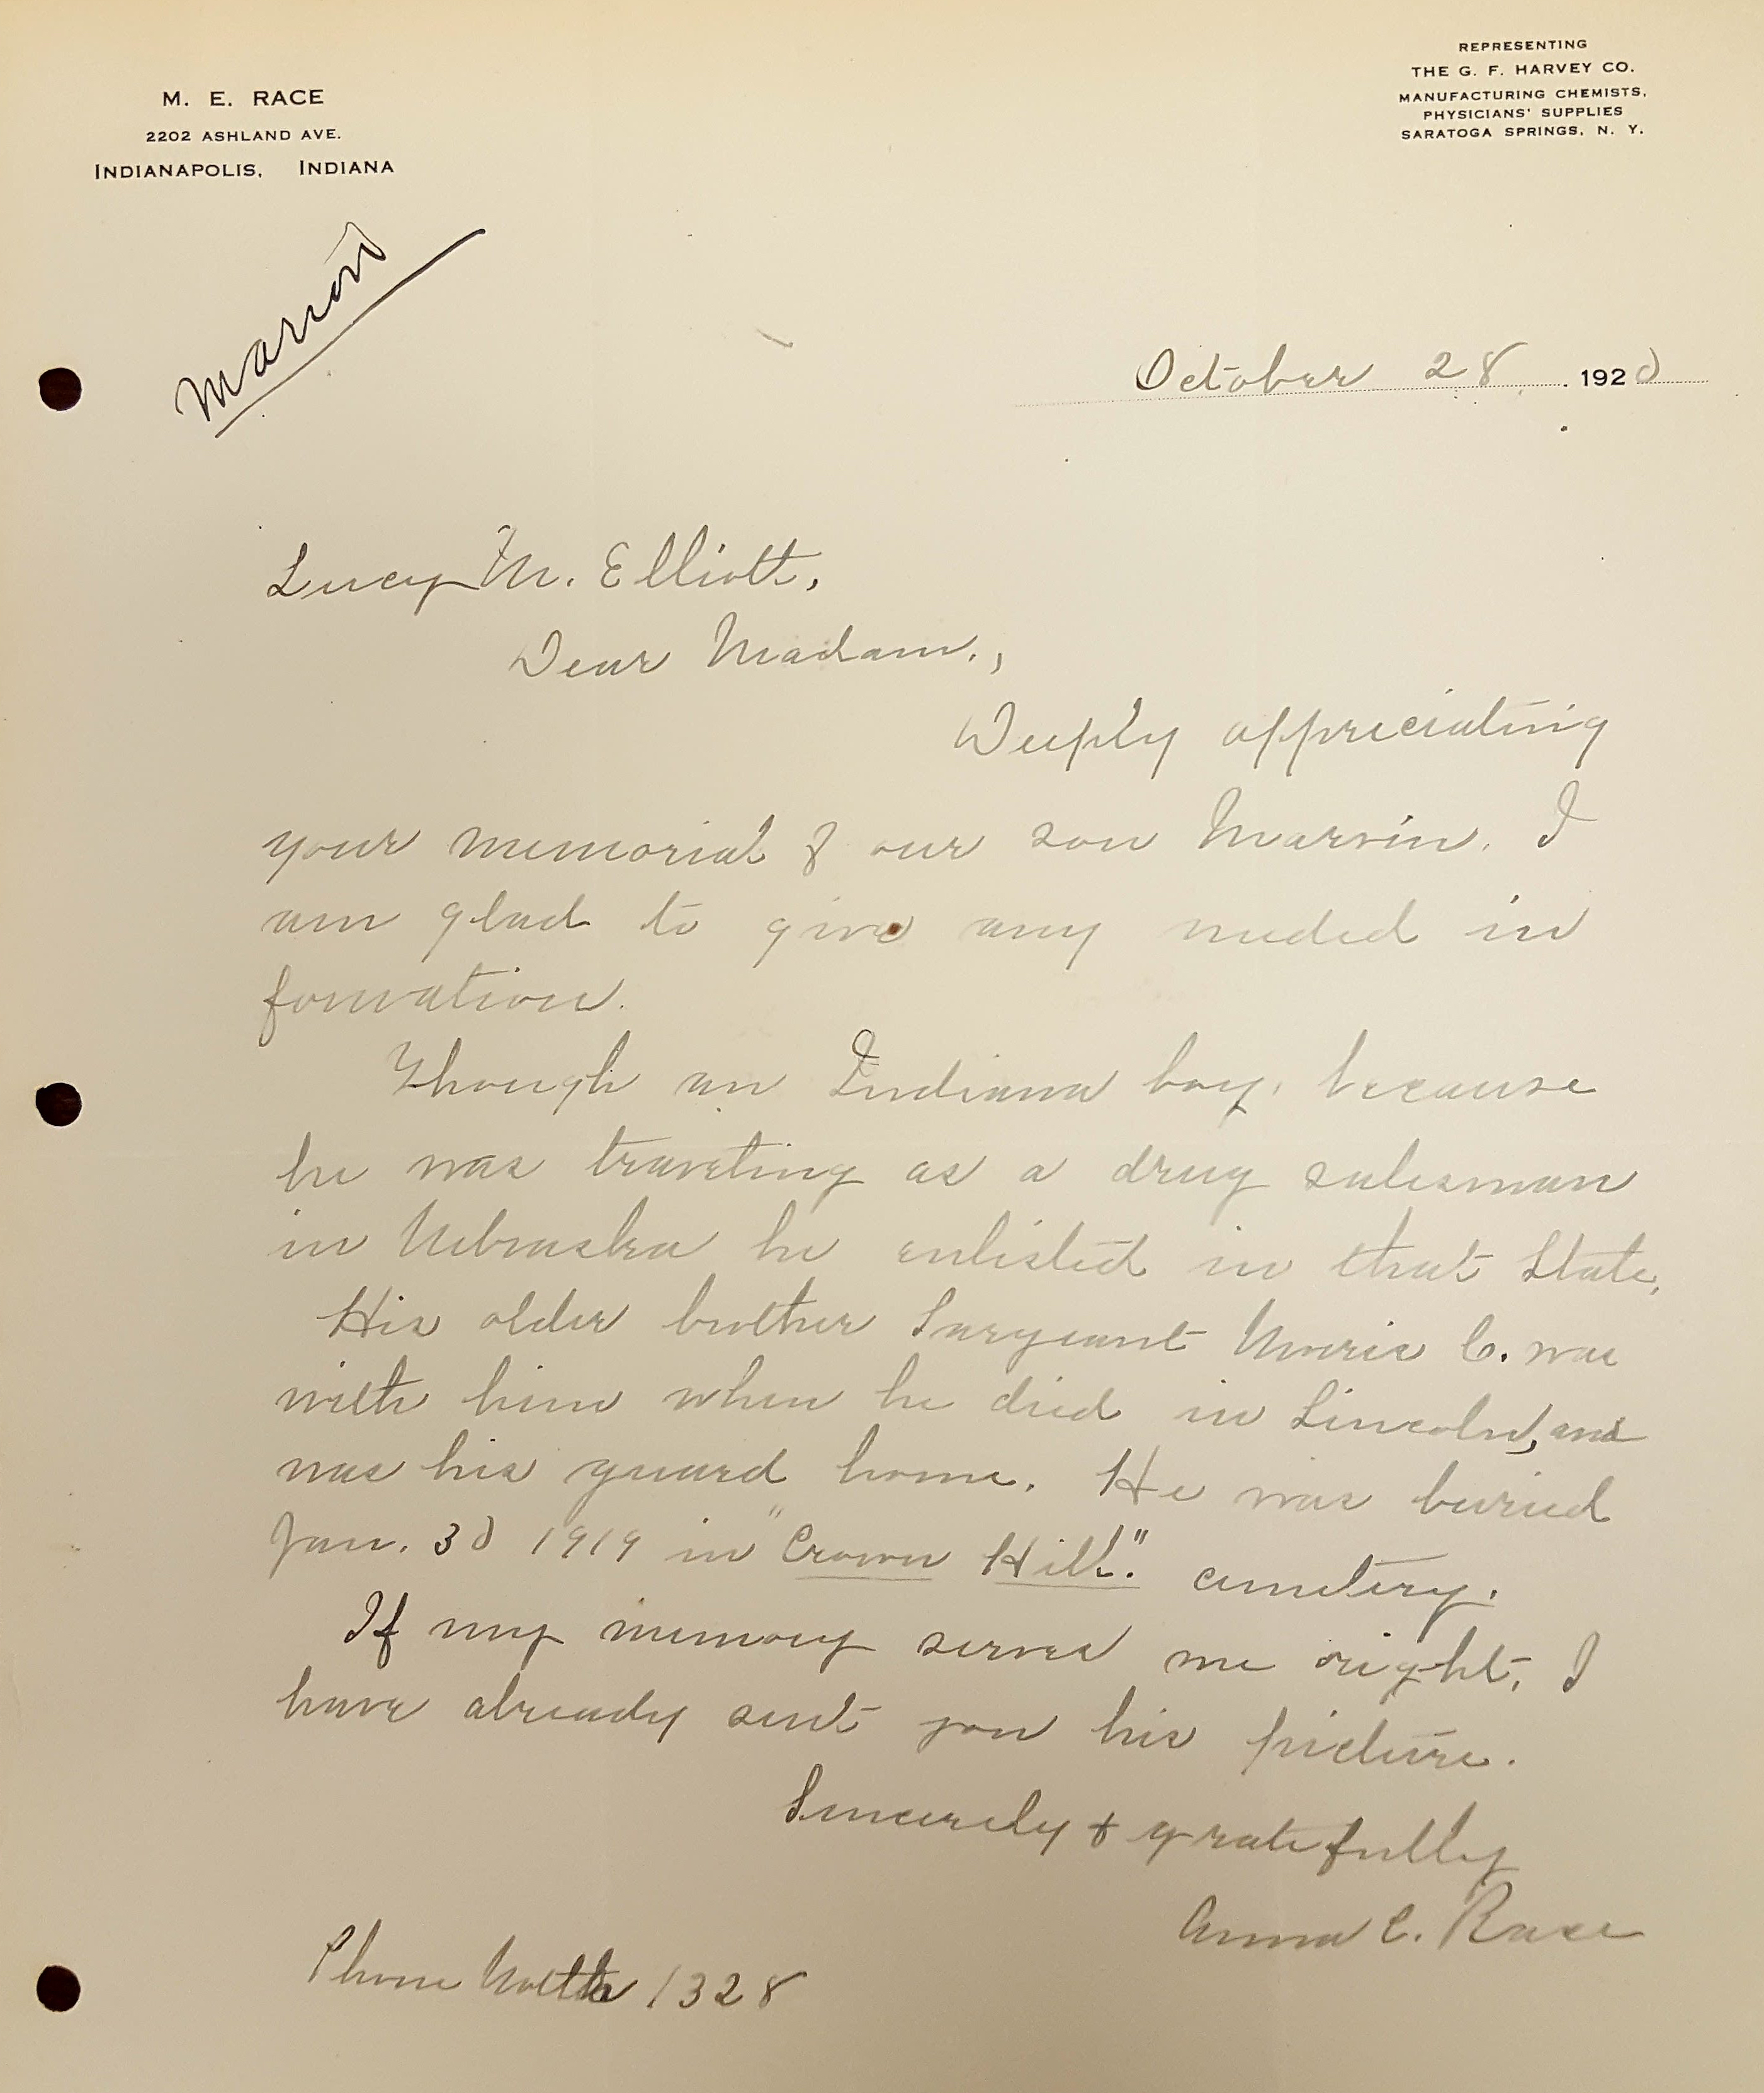 M. E. RACE
2202 ASHLAND AVE.
INDIANAPOLIS, INDIANA
REPRESENTING
THE G. F. HARVEY CO.
MANUFACTURING CHEMISTS,
PHYSICIANS' SUPPLIES
SARATOGA SPRINGS, N. Y.
Marion
October 28. 1920
Lucy M. Elliott,
Dear Madam.,
Deeply appreciating
your memorial of our son Marvin. I
am glad to give any needed in
formation.
Though an Indiana boy, because
he was traveling as a drug salesman
in Nebraska he enlisted in that State.
His older brother Sargeant Morris C. was
with him when he died in Lincoln, and
was his guard home. He was buried
Jan. 30 1919 in "Crown Hill." cemetery.
If my memory serves me right, I
have already sent you his picture.
Sincerely & gratefully
Anna C. Race
Phone North 1328